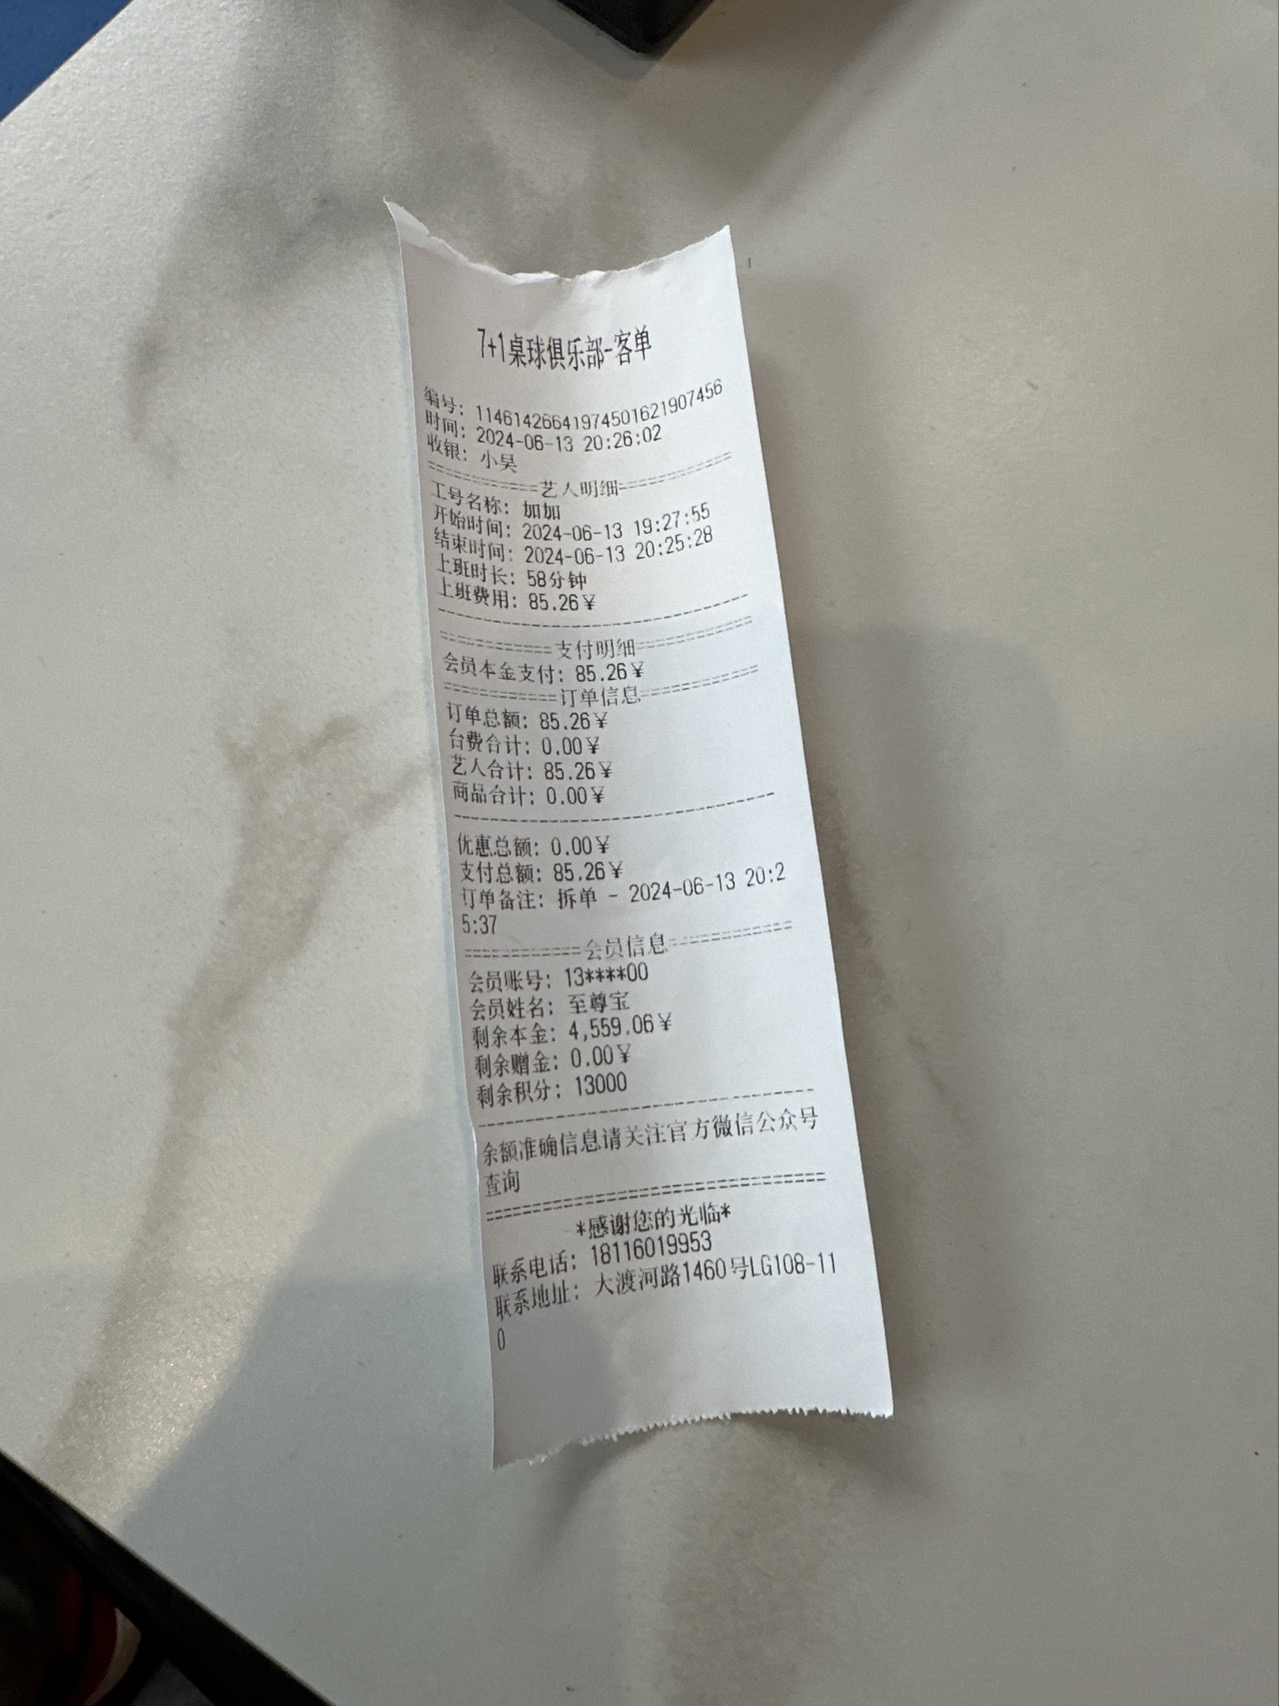 7+1桌球俱乐部-客单
编号: 1146142664197450162190​7456
时间: 2024-06-13 20:26:02
收银: 小昊
==========艺人明细==========
工号名称: 加加
开始时间: 2024-06-13 19:27:55
结束时间: 2024-06-13 20:25:28
上班时长: 58分钟
上班费用: 85.26¥
--------------------------------
==========支付明细==========
会员本金支付: 85.26¥
==========订单信息==========
订单总额: 85.26¥
台费合计: 0.00¥
艺人合计: 85.26¥
商品合计: 0.00¥
--------------------------------
优惠总额: 0.00¥
支付总额: 85.26¥
订单备注: 拆单 - 2024-06-13 20:2
5:37
==========会员信息==========
会员账号: 13****00
会员姓名: 至尊宝
剩余本金: 4,559.06¥
剩余赠金: 0.00¥
剩余积分: 13000
--------------------------------
余额准确信息请关注官方微信公众号
查询
================================
*感谢您的光临*
联系电话: 18116019953
联系地址: 大渡河路1460号LG108-11
0